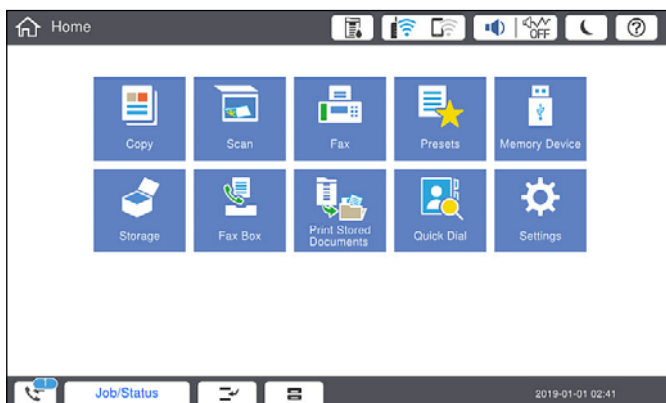 Home
OFF
Copy
Scan
Fax
Presets
Memory Device
Storage
Fax Box
Print Stored
Documents
Quick Dial
Settings
Job/Status
2019-01-01 02:41